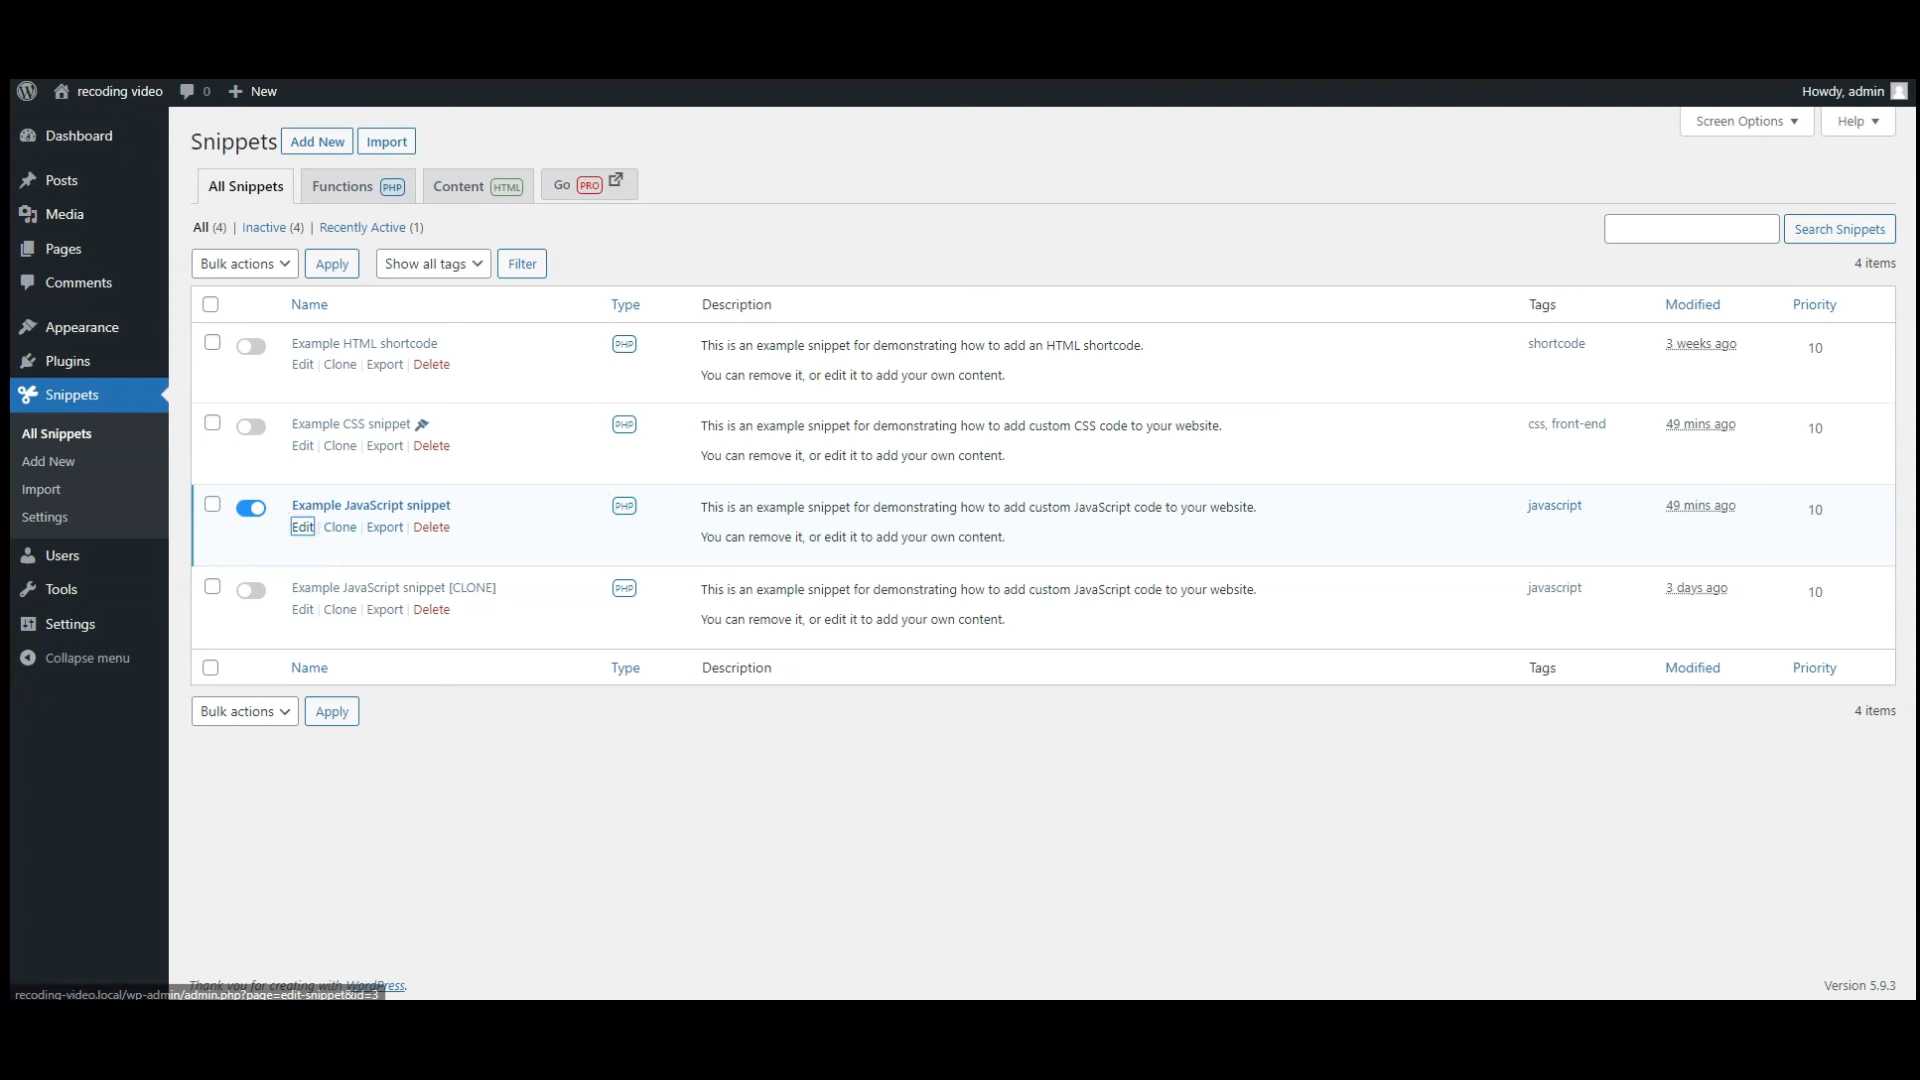 recoding video 0 New Howdy, admin
Screen Options Help
Dashboard
Posts
Media
Pages
Comments
Appearance
Plugins
Snippets
All Snippets
Add New
Import
Settings
Users
Tools
Settings
Collapse menu
Snippets Add New Import
All Snippets Functions PHP Content HTML Go PRO
All (4) | Inactive (4) | Recently Active (1)
Search Snippets
Bulk actions Apply Show all tags Filter 4 items
Name Type Description Tags Modified Priority
Example HTML shortcode PHP This is an example snippet for demonstrating how to add an HTML shortcode. shortcode 3 weeks ago 10
Edit | Clone | Export | Delete You can remove it, or edit it to add your own content.
Example CSS snippet PHP This is an example snippet for demonstrating how to add custom CSS code to your website. css, front-end 49 mins ago 10
Edit | Clone | Export | Delete You can remove it, or edit it to add your own content.
Example JavaScript snippet PHP This is an example snippet for demonstrating how to add custom JavaScript code to your website. javascript 49 mins ago 10
Edit | Clone | Export | Delete You can remove it, or edit it to add your own content.
Example JavaScript snippet [CLONE] PHP This is an example snippet for demonstrating how to add custom JavaScript code to your website. javascript 3 days ago 10
Edit | Clone | Export | Delete You can remove it, or edit it to add your own content.
Name Type Description Tags Modified Priority
Bulk actions Apply 4 items
Thank you for creating with WordPress. Version 5.9.3
recoding-video.local/wp-admin/admin.php?page=edit-snippet&id=3